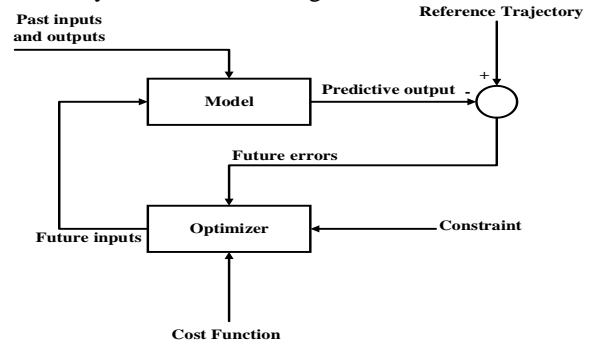 Reference Trajectory
Past inputs
and outputs
+
Model
Predictive output
-
Future errors
Optimizer
Future inputs
Constraint
Cost Function